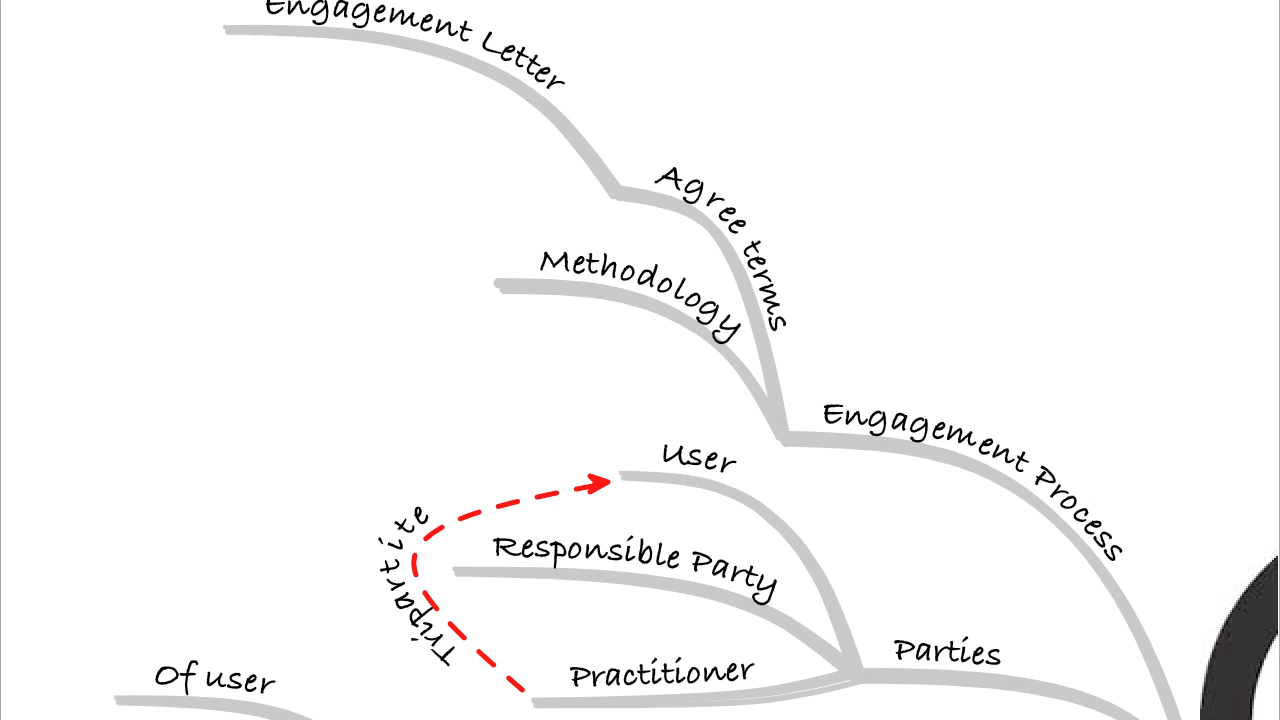 Engagement Letter
Agree terms
Methodology
Engagement Process
User
Tripartite
Responsible Party
Parties
Practitioner
Of user